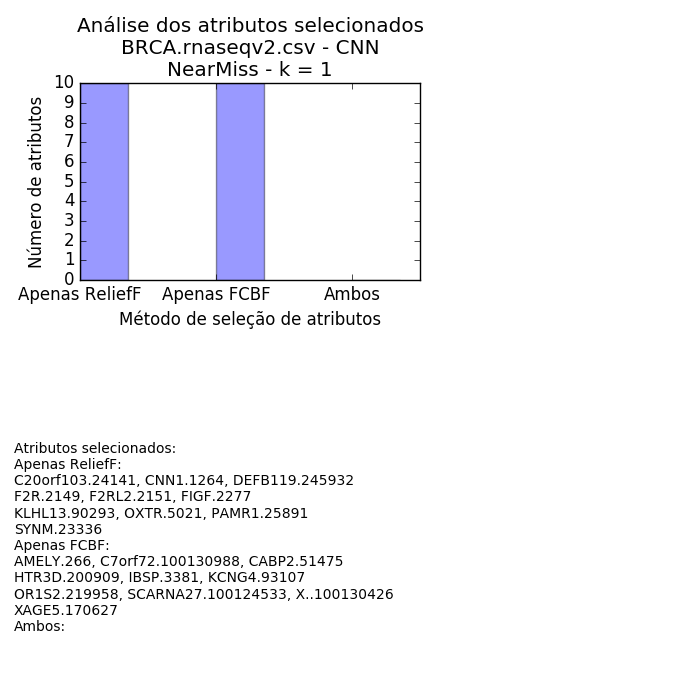 Análise dos atributos selecionados
BRCA.rnaseqv2.csv - CNN
NearMiss - k = 1
10
9
8
7
6
5
4
3
2
1
0
Número de atributos
Apenas ReliefF
Apenas FCBF
Ambos
Método de seleção de atributos
Atributos selecionados:
Apenas ReliefF:
C20orf103.24141, CNN1.1264, DEFB119.245932
F2R.2149, F2RL2.2151, FIGF.2277
KLHL13.90293, OXTR.5021, PAMR1.25891
SYNM.23336
Apenas FCBF:
AMELY.266, C7orf72.100130988, CABP2.51475
HTR3D.200909, IBSP.3381, KCNG4.93107
OR1S2.219958, SCARNA27.100124533, X..100130426
XAGE5.170627
Ambos: